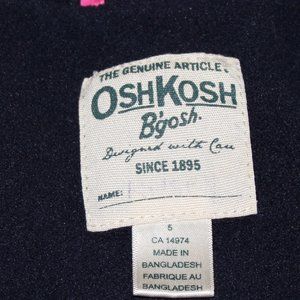 THE GENUINE ARTICLE.
OSHKOSH
B'gosh.
Designed with Care
SINCE 1895
NAME:
5
CA 14974
MADE IN
BANGLADESH
FABRIQUE AU
BANGLADESH